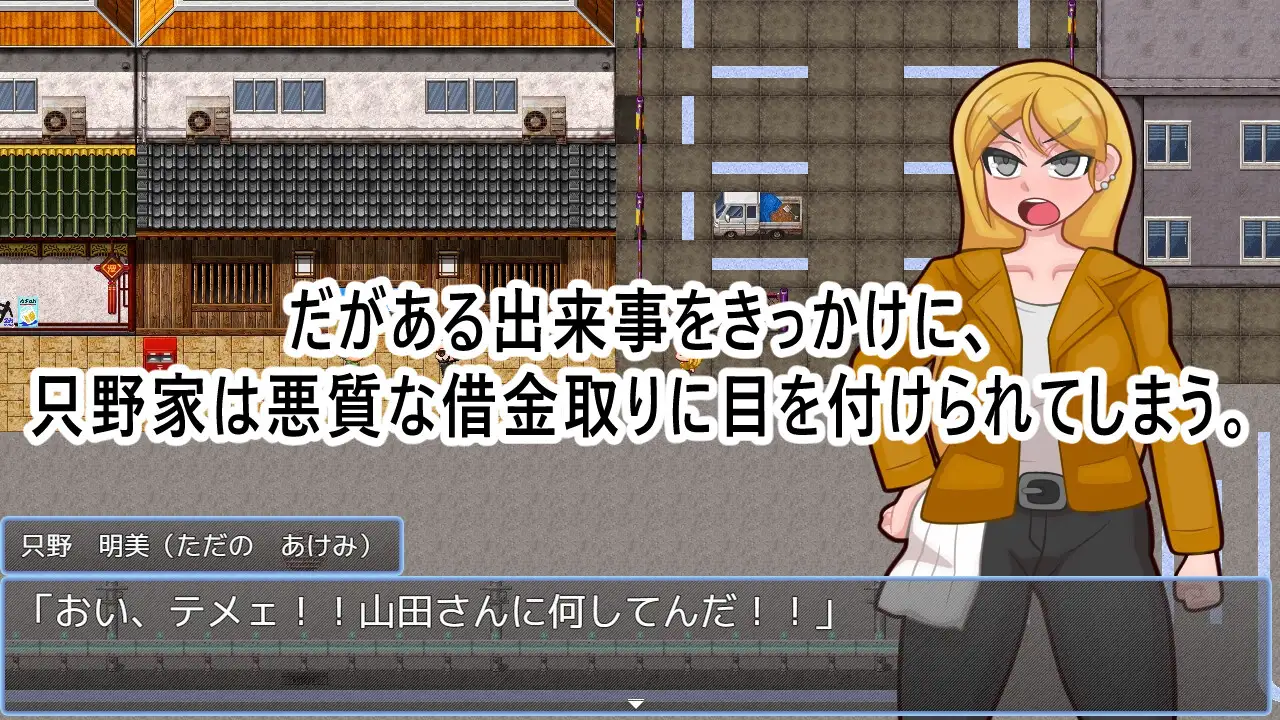 だがある出来事をきっかけに、
只野家は悪質な借金取りに目を付けられてしまう。
只野　明美（ただの　あけみ）
「おい、テメェ！！山田さんに何してんだ！！」